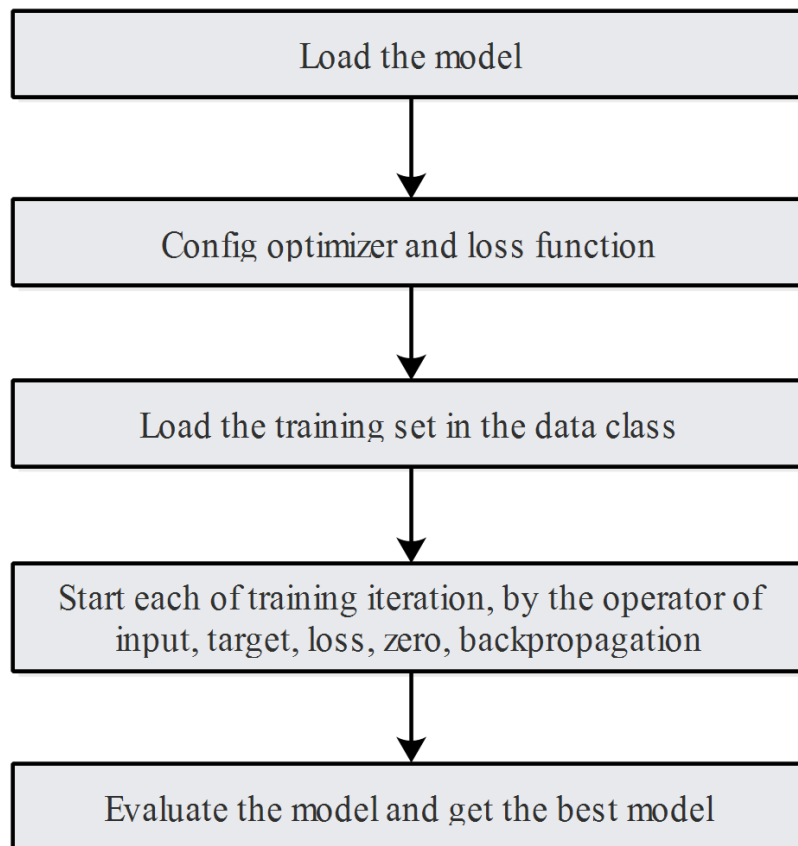 Load the model
Config optimizer and loss function
Load the training set in the data class
Start each of training iteration, by the operator of
input, target, loss, zero, backpropagation
Evaluate the model and get the best model